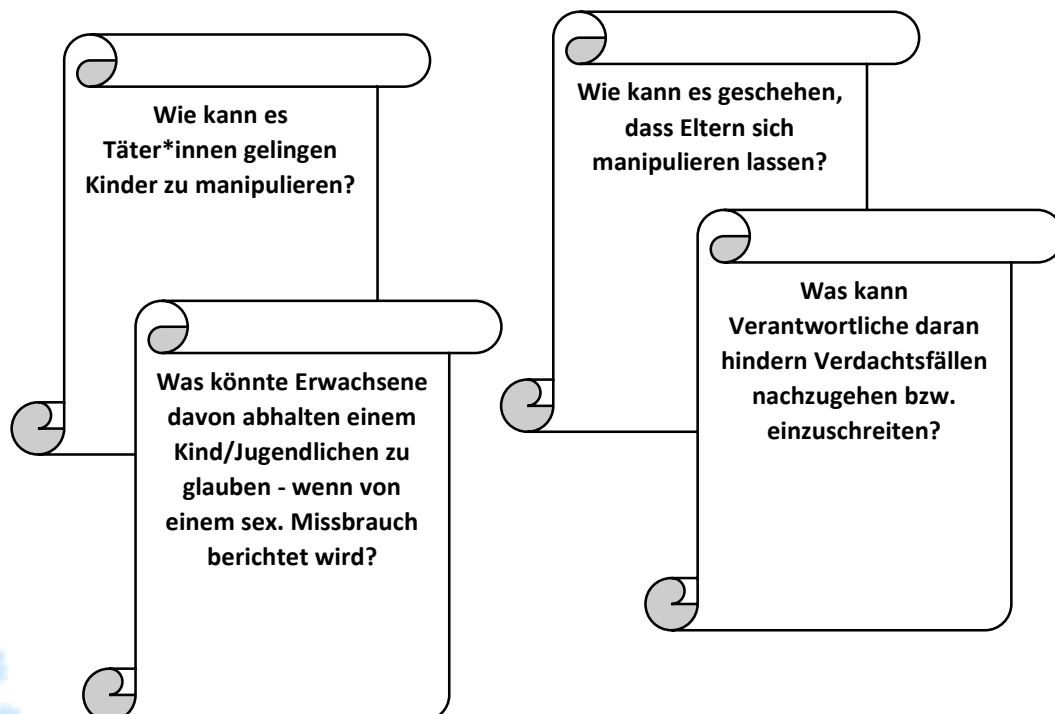 Wie kann es
Täter*innen gelingen
Kinder zu manipulieren?
Wie kann es geschehen,
dass Eltern sich
manipulieren lassen?
Was könnte Erwachsene
davon abhalten einem
Kind/Jugendlichen zu
glauben - wenn von
einem sex. Missbrauch
berichtet wird?
Was kann
Verantwortliche daran
hindern Verdachtsfällen
nachzugehen bzw.
einzuschreiten?